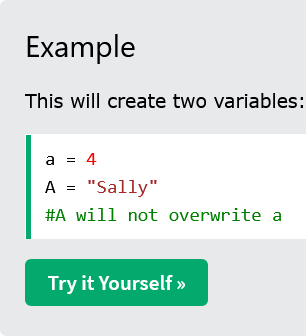 Example
This will create two variables:
a = 4
A = "Sally"
#A will not overwrite a
Try it Yourself »